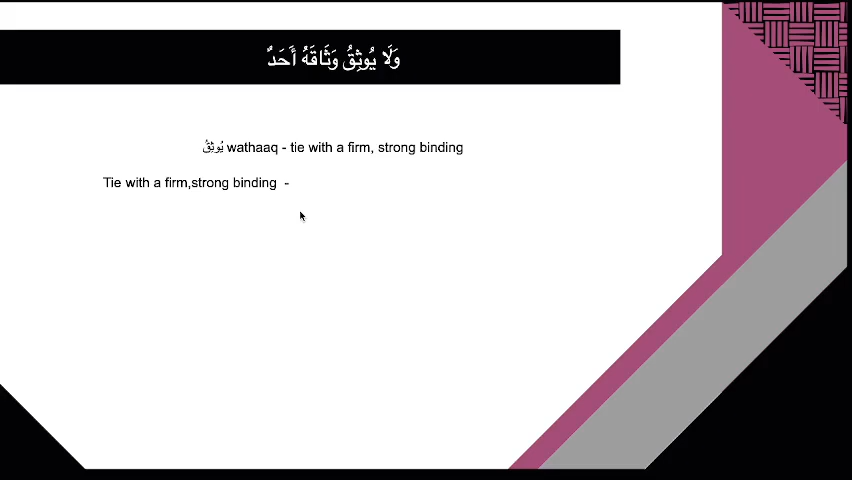 وَلَا يُوثِقُ وَثَاقَهُ أَحَدٌ
يُوثِقُ wathaaq - tie with a firm, strong binding
Tie with a firm,strong binding -